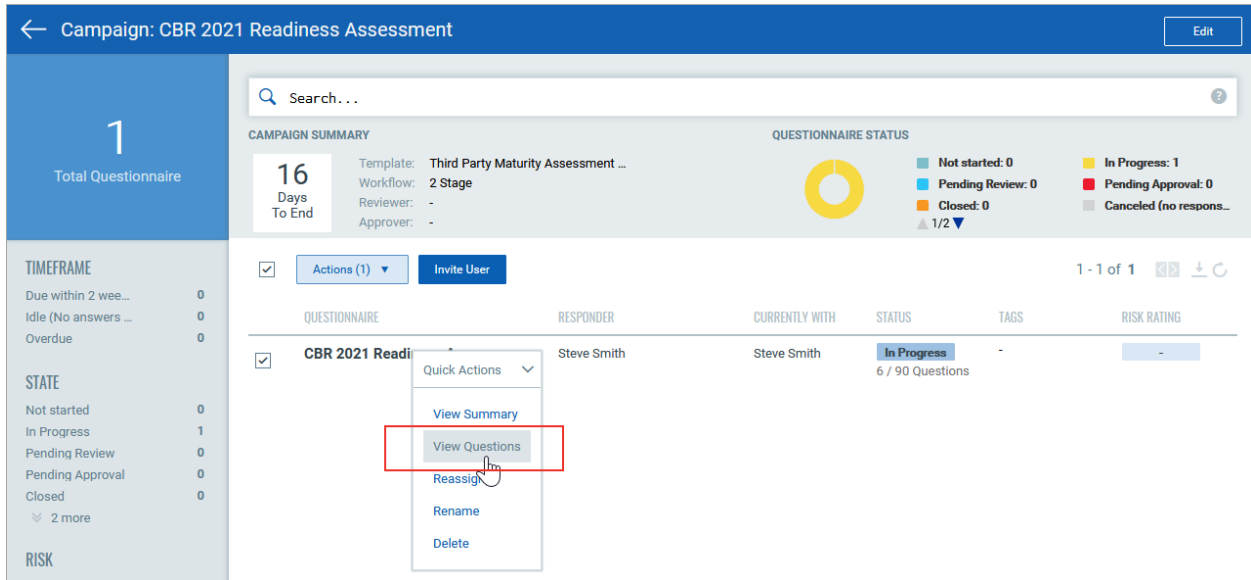 Campaign: CBR 2021 Readiness Assessment
Edit
1
Total Questionnaire
Search...
?
CAMPAIGN SUMMARY
16
Days
To End
Template: Third Party Maturity Assessment ...
Workflow: 2 Stage
Reviewer: -
Approver: -
QUESTIONNAIRE STATUS
Not started: 0
In Progress: 1
Pending Review: 0
Pending Approval: 0
Closed: 0
Canceled (no respons...
1/2
TIMEFRAME
Due within 2 wee... 0
Idle (No answers ... 0
Overdue 0
STATE
Not started 0
In Progress 1
Pending Review 0
Pending Approval 0
Closed 0
2 more
RISK
Actions (1)
Invite User
1 - 1 of 1
QUESTIONNAIRE RESPONDER CURRENTLY WITH STATUS TAGS RISK RATING
CBR 2021 Readi Steve Smith Steve Smith In Progress - -
6 / 90 Questions
Quick Actions
View Summary
View Questions
Reassig
Rename
Delete